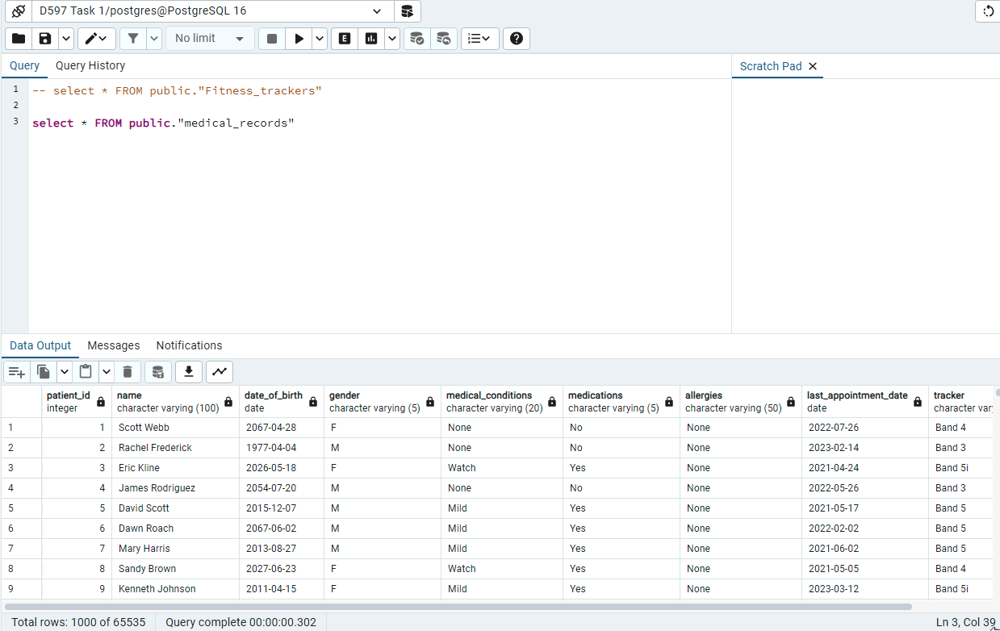 D597 Task 1/postgres@PostgreSQL 16
No limit
E
Query Query History
Scratch Pad
1 -- select * FROM public."Fitness_trackers"
2
3 select * FROM public."medical_records"
Data Output Messages Notifications
patient_id name date_of_birth gender medical_conditions medications allergies last_appointment_date tracker
integer character varying (100) date character varying (5) character varying (20) character varying (5) character varying (50) date character var
1 1 Scott Webb 2067-04-28 F None No None 2022-07-26 Band 4
2 2 Rachel Frederick 1977-04-04 M None No None 2023-02-14 Band 3
3 3 Eric Kline 2026-05-18 F Watch Yes None 2021-04-24 Band 5i
4 4 James Rodriguez 2054-07-20 M None No None 2022-05-26 Band 3
5 5 David Scott 2015-12-07 M Mild Yes None 2021-05-17 Band 5
6 6 Dawn Roach 2067-06-02 M Mild Yes None 2022-02-02 Band 5
7 7 Mary Harris 2013-08-27 M Mild Yes None 2021-06-02 Band 5
8 8 Sandy Brown 2027-06-23 F Watch Yes None 2021-05-05 Band 4
9 9 Kenneth Johnson 2011-04-15 F Mild Yes None 2023-03-12 Band 5i
Total rows: 1000 of 65535 Query complete 00:00:00.302 Ln 3, Col 39